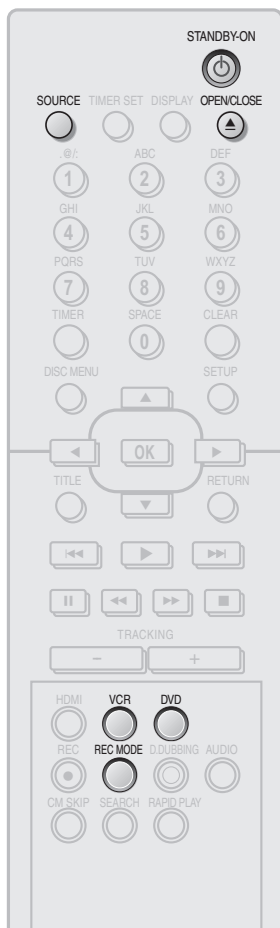 STANDBY-ON
SOURCE TIMER SET DISPLAY OPEN/CLOSE
.@/: ABC DEF
1 2 3
GHI JKL MNO
4 5 6
PQRS TUV WXYZ
7 8 9
TIMER SPACE CLEAR
0
DISC MENU SETUP
OK
TITLE RETURN
TRACKING
- +
HDMI VCR DVD
REC REC MODE D.DUBBING AUDIO
CM SKIP SEARCH RAPID PLAY